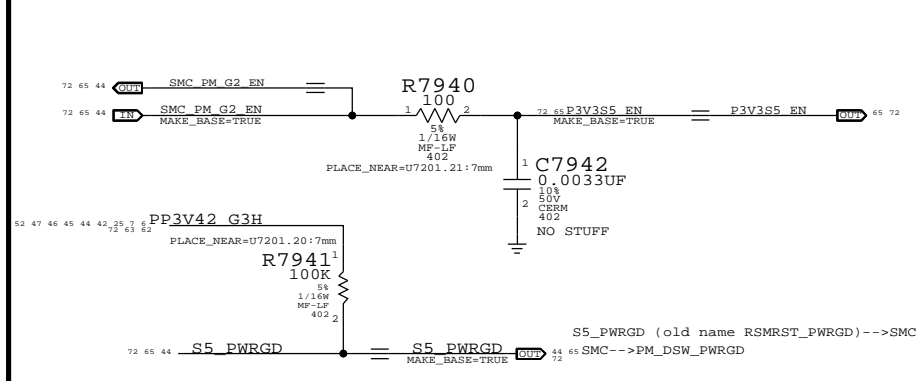 72 65 44 OUT SMC_PM_G2_EN
72 65 44 IN SMC_PM_G2_EN
MAKE_BASE=TRUE
R7940
100
1 2
5%
1/16W
MF-LF
402
PLACE_NEAR=U7201.21:7mm
72 65 P3V3S5_EN
MAKE_BASE=TRUE
P3V3S5_EN
OUT 65 72
1 C7942
0.0033UF
10%
50V
2 CERM
402
NO STUFF
52 47 46 45 44 42 25 7 6 PP3V42_G3H
72 63 62
PLACE_NEAR=U7201.20:7mm
R7941 1
100K
5%
1/16W
MF-LF
402 2
72 65 44 S5_PWRGD
S5_PWRGD
MAKE_BASE=TRUE
OUT 44 65
72
S5_PWRGD (old name RSMRST_PWRGD)-->SMC
SMC-->PM_DSW_PWRGD